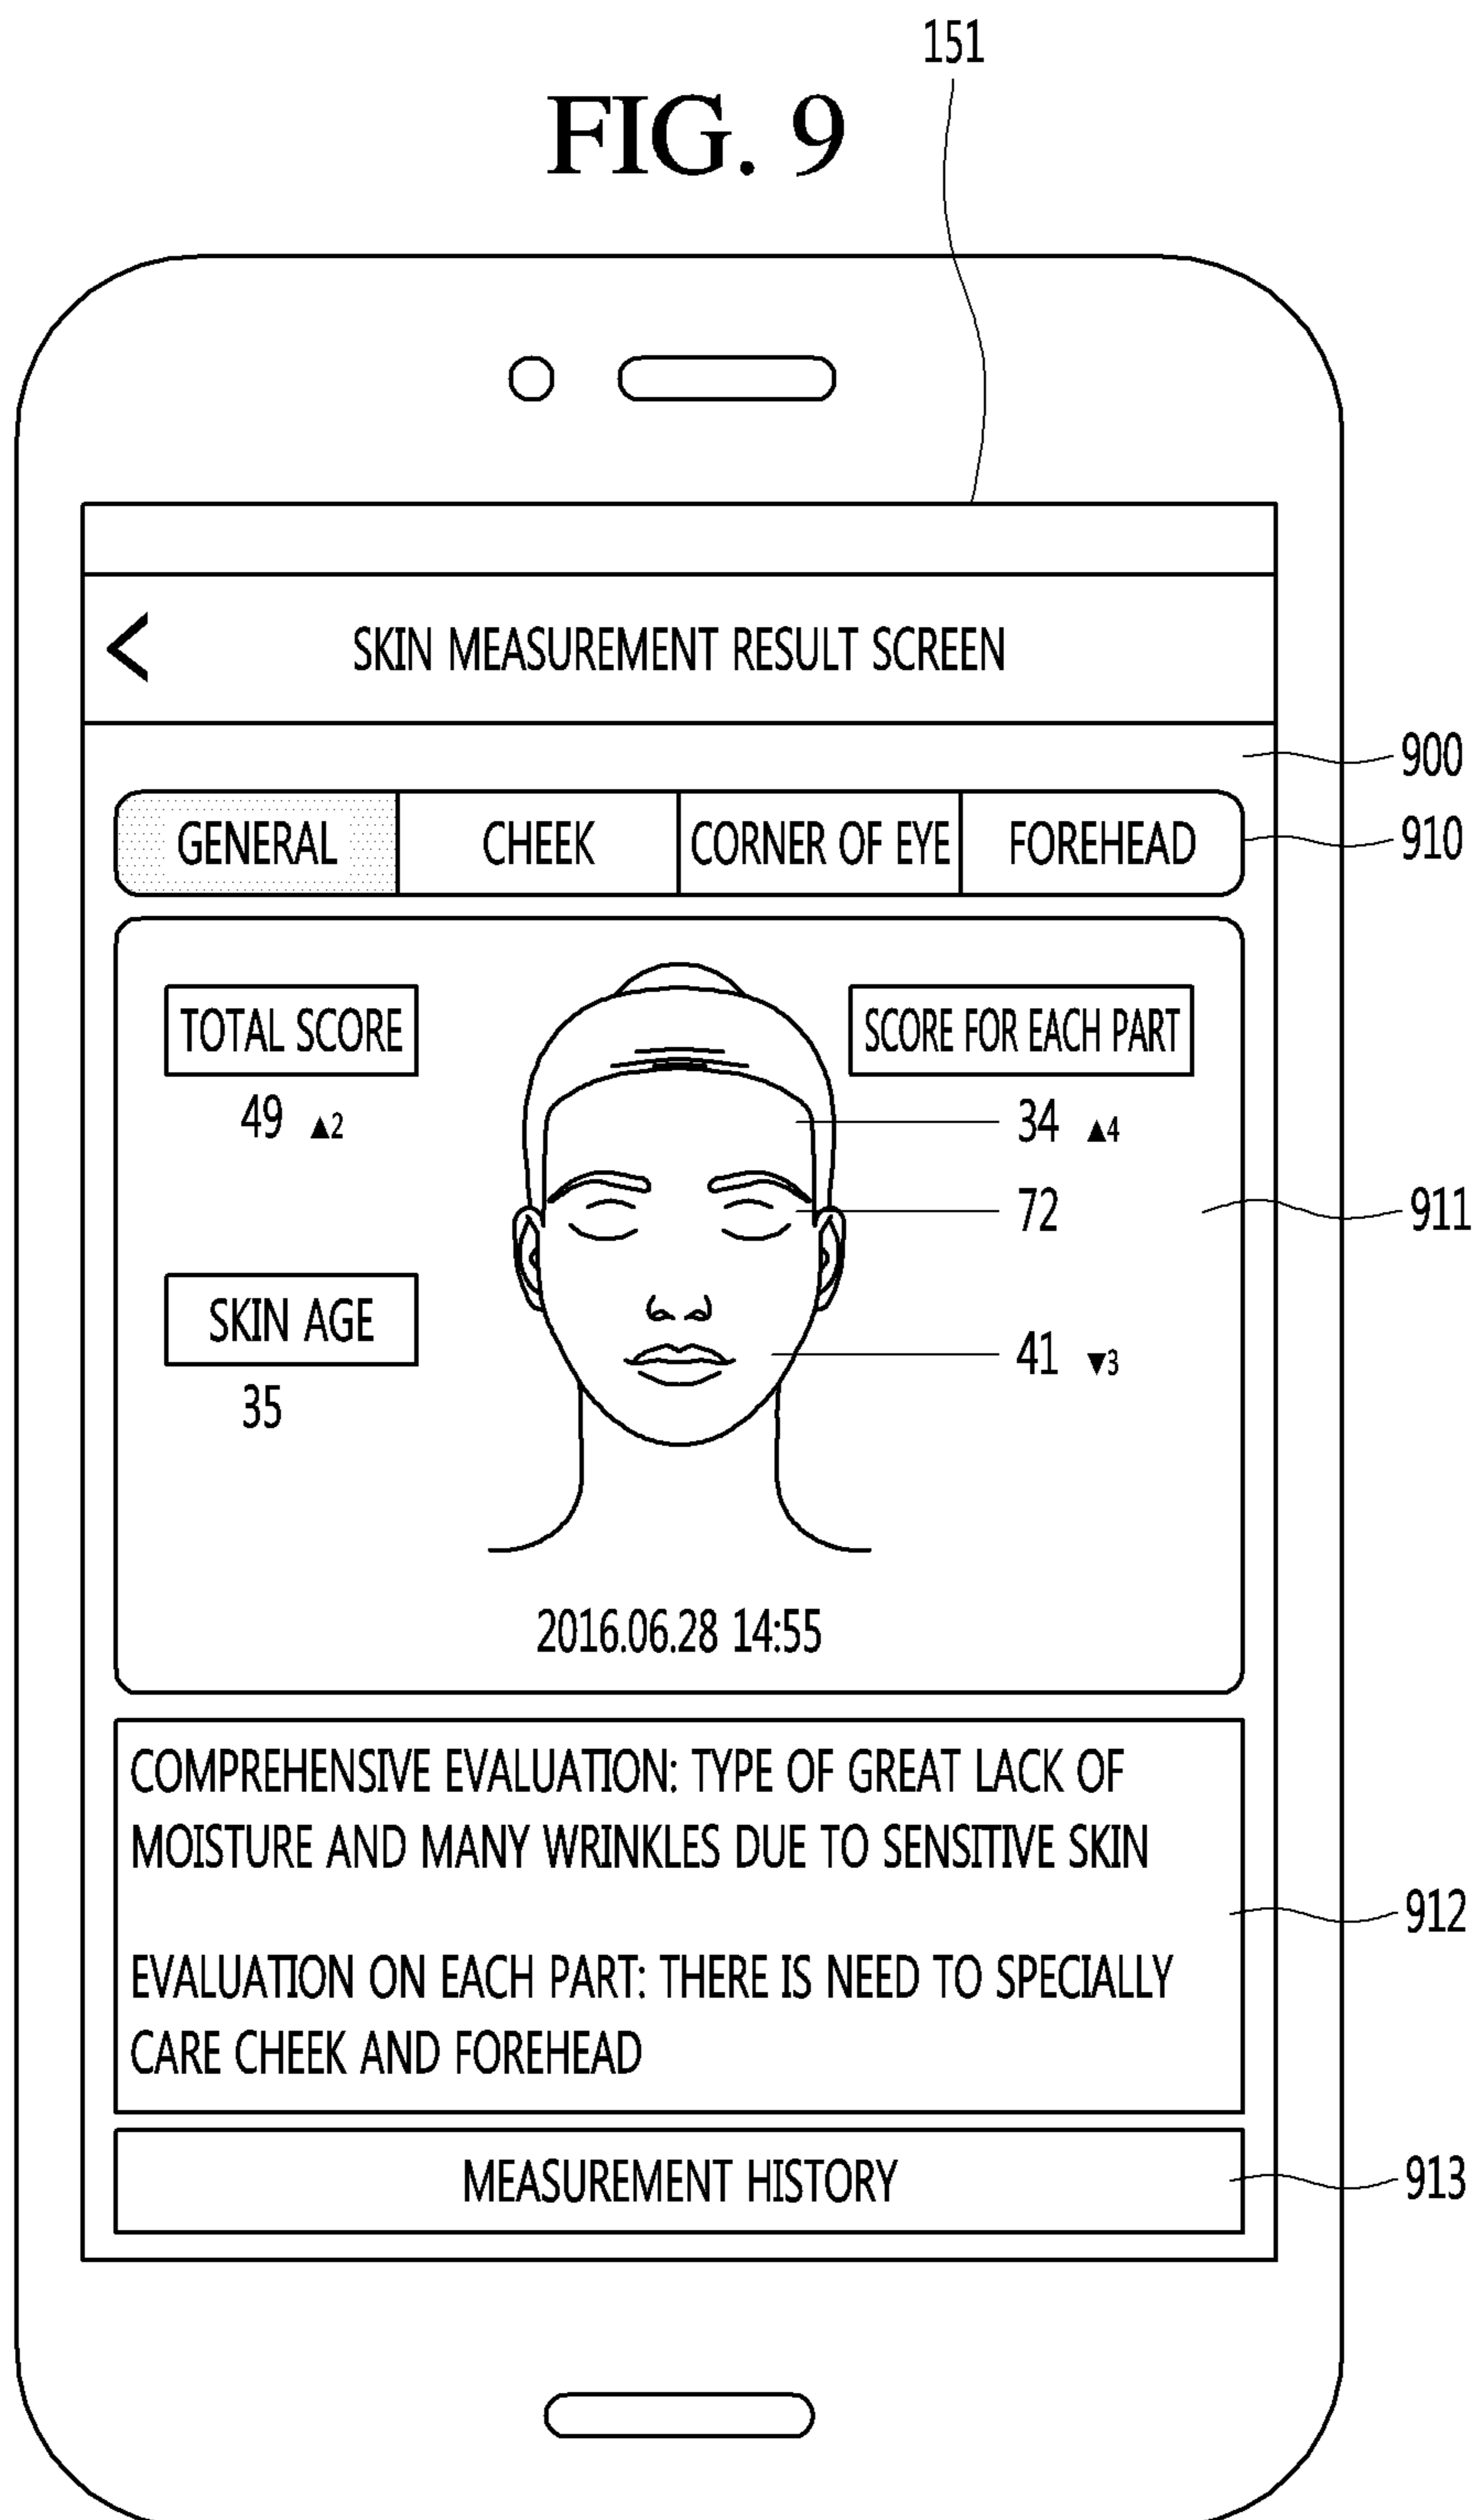 151
FIG. 9
SKIN MEASUREMENT RESULT SCREEN
900
GENERAL CHEEK CORNER OF EYE FOREHEAD
910
TOTAL SCORE
49 ▲2
SCORE FOR EACH PART
34 ▲4
72
911
SKIN AGE
35
41 ▼3
2016.06.28 14:55
COMPREHENSIVE EVALUATION: TYPE OF GREAT LACK OF
MOISTURE AND MANY WRINKLES DUE TO SENSITIVE SKIN
912
EVALUATION ON EACH PART: THERE IS NEED TO SPECIALLY
CARE CHEEK AND FOREHEAD
MEASUREMENT HISTORY
913